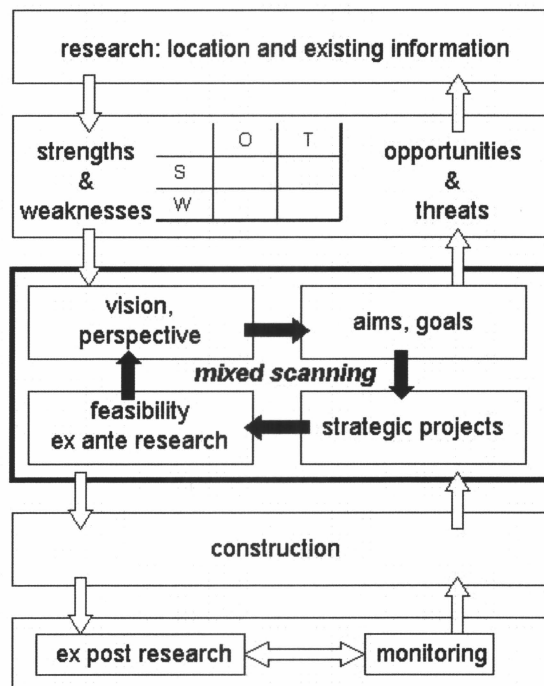 research: location and existing information
strengths
&
weaknesses
O T
S
W
opportunities
&
threats
vision,
perspective
aims, goals
mixed scanning
feasibility
ex ante research
strategic projects
construction
ex post research
monitoring